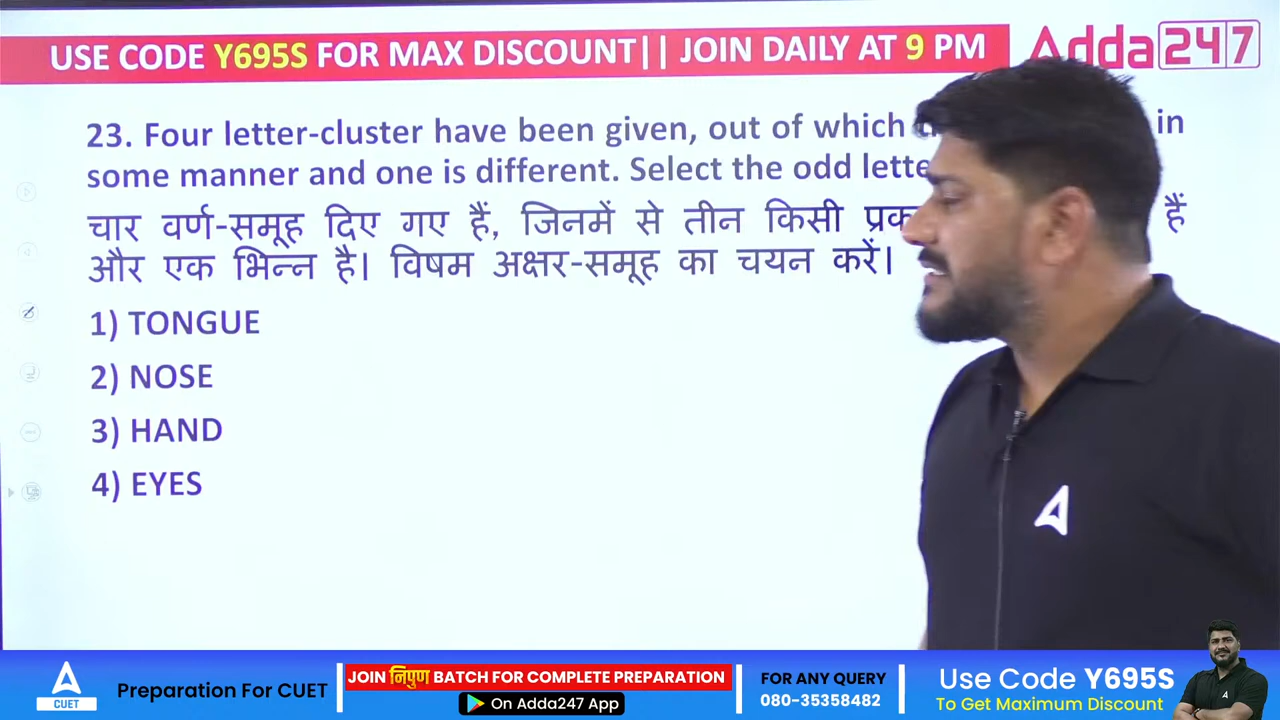 USE CODE Y695S FOR MAX DISCOUNT|| JOIN DAILY AT 9 PM
Adda247
23. Four letter-cluster have been given, out of which in
some manner and one is different. Select the odd
चार वर्ण-समूह दिए गए हैं, जिनमें से तीन किसी हैं
और एक भिन्न है। विषम अक्षर-समूह का चयन करें।
1) TONGUE
2) NOSE
3) HAND
4) EYES
CUET
Preparation For CUET
JOIN निपुण BATCH FOR COMPLETE PREPARATION
On Adda247 App
FOR ANY QUERY
080-35358482
Use Code Y695S
To Get Maximum Discount